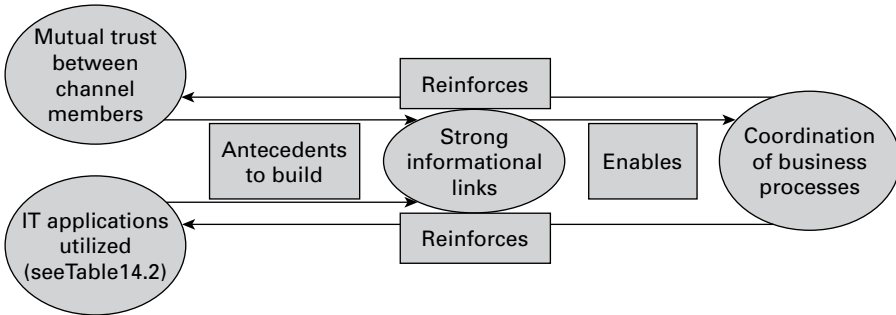 Mutual trust
between
channel
members
Reinforces
Antecedents
to build
Strong
informational
links
Enables
Coordination
of business
processes
IT applications
utilized
(seeTable14.2)
Reinforces